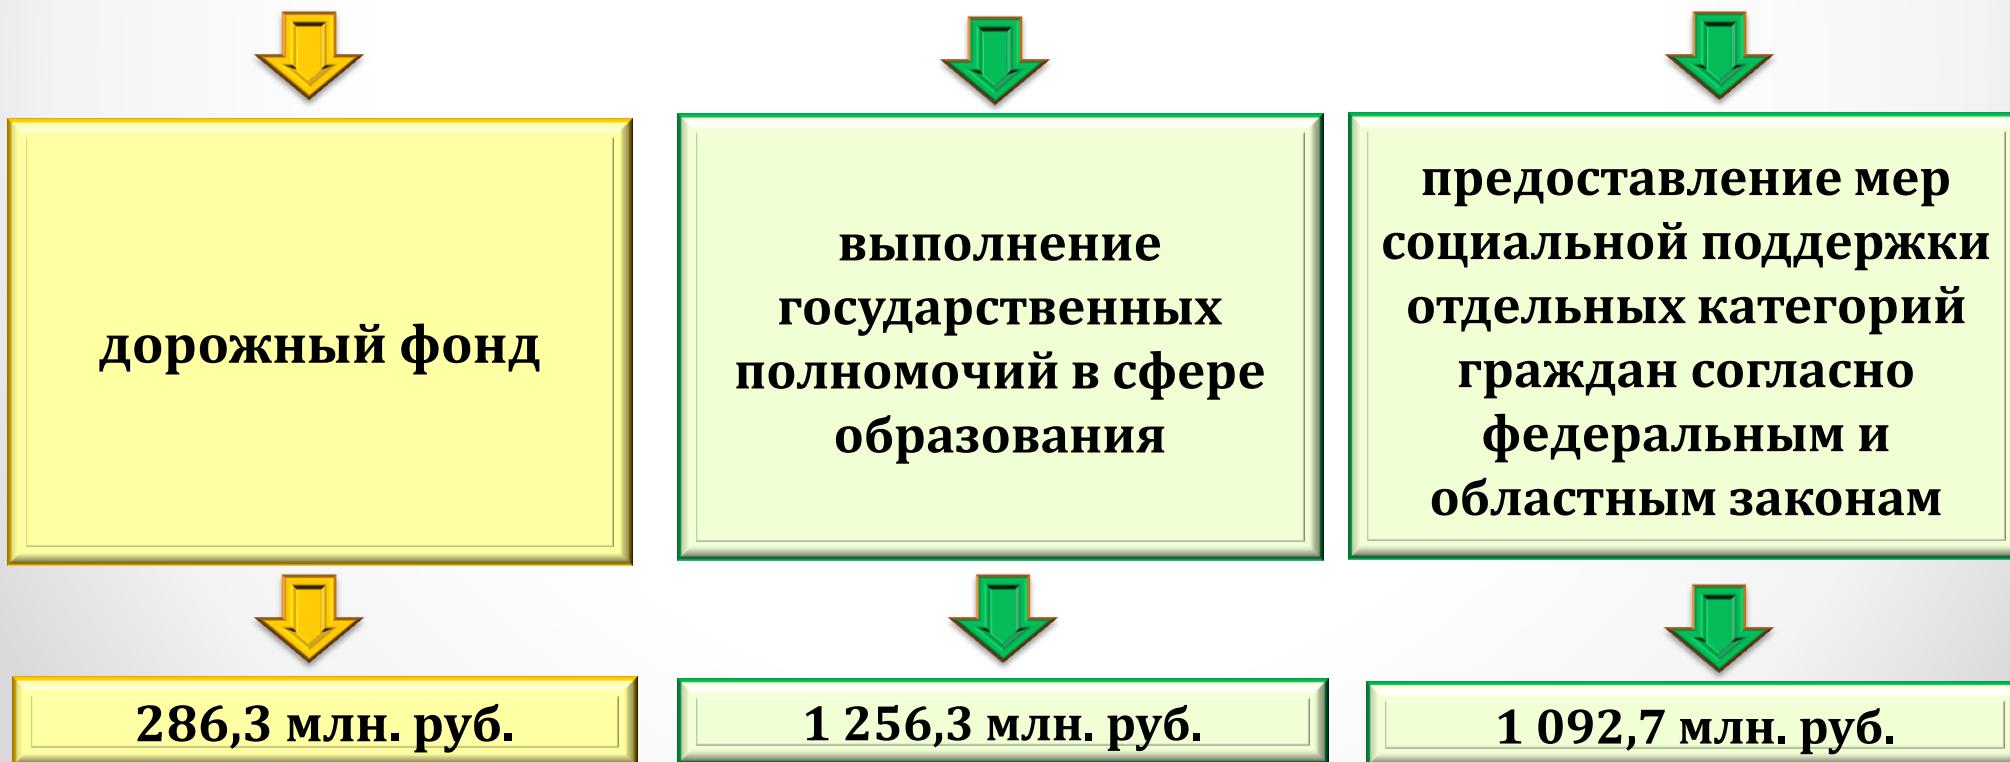 дорожный фонд
выполнение
государственных
полномочий в сфере
образования
предоставление мер
социальной поддержки
отдельных категорий
граждан согласно
федеральным и
областным законам
286,3 млн. руб.
1 256,3 млн. руб.
1 092,7 млн. руб.